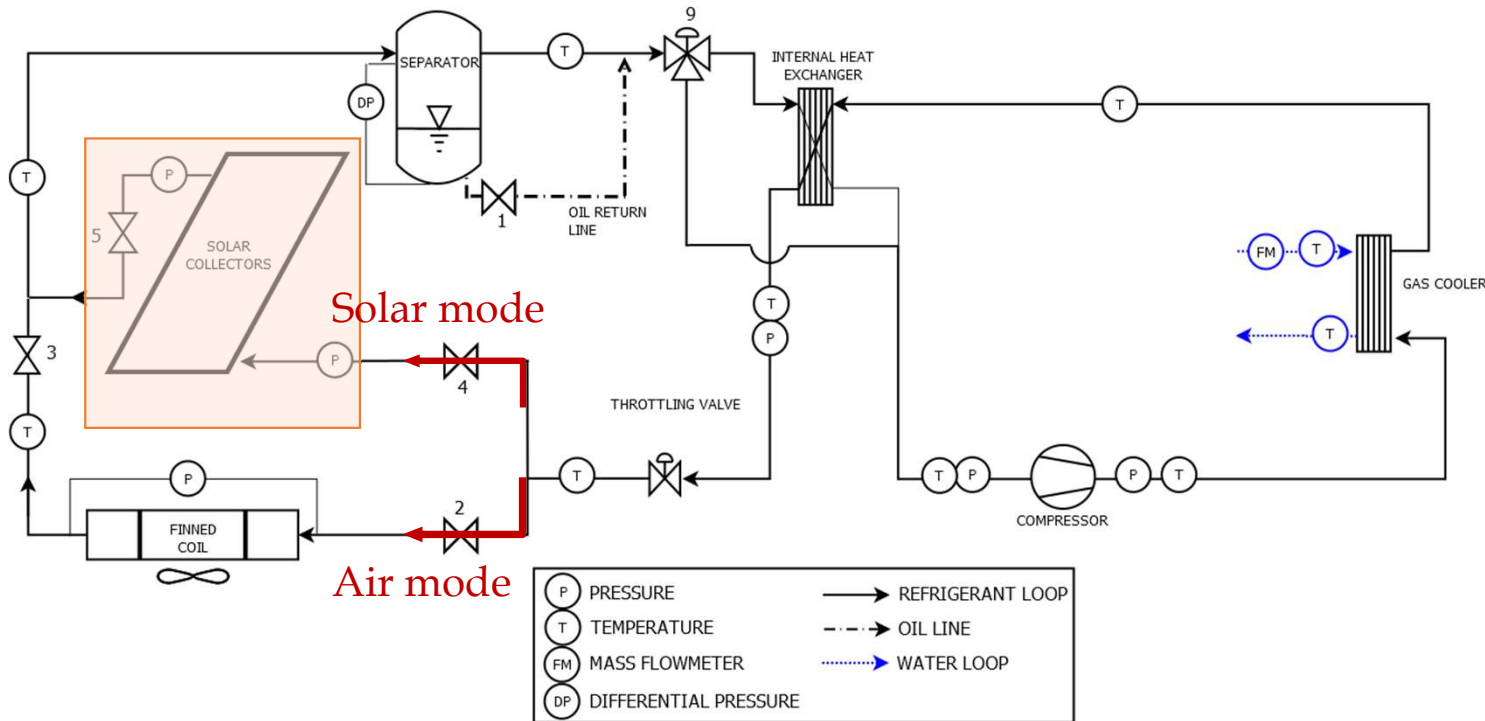 9
SEPARATOR
T
INTERNAL HEAT
EXCHANGER
DP
T
T
P
1
OIL RETURN
LINE
5
SOLAR
COLLECTORS
FM
T
GAS COOLER
Solar mode
T
P
T
3
P
4
THROTTLING VALVE
T
P
T
T
P
P
T
COMPRESSOR
2
FINNED
COIL
Air mode
P PRESSURE
REFRIGERANT LOOP
T TEMPERATURE
OIL LINE
FM MASS FLOWMETER
WATER LOOP
DP DIFFERENTIAL PRESSURE